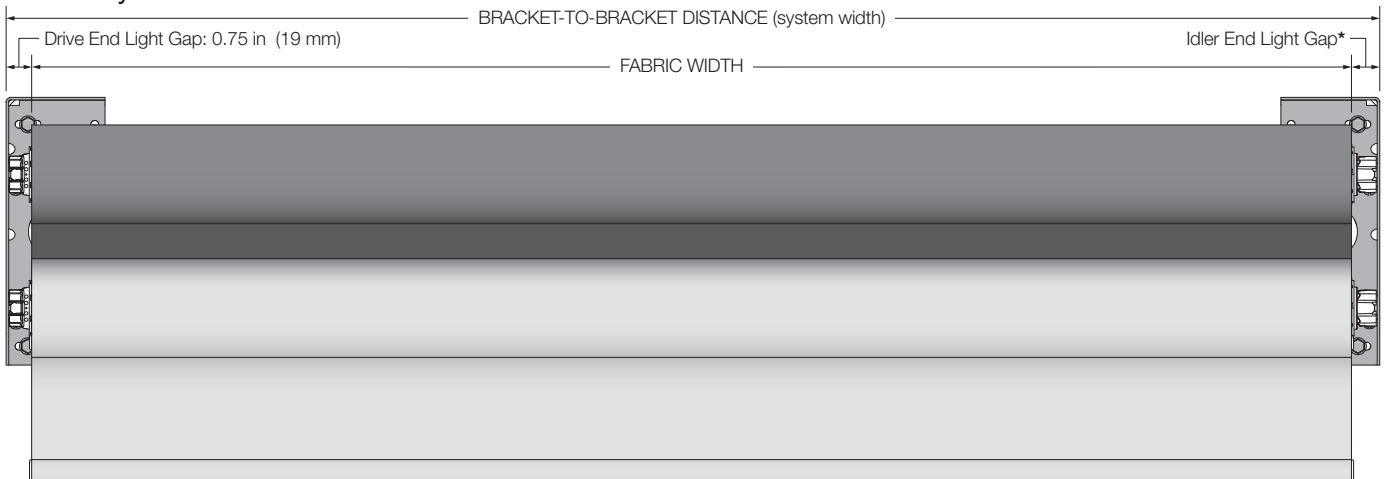 BRACKET-TO-BRACKET DISTANCE (system width)
Drive End Light Gap: 0.75 in (19 mm)
Idler End Light Gap*
FABRIC WIDTH